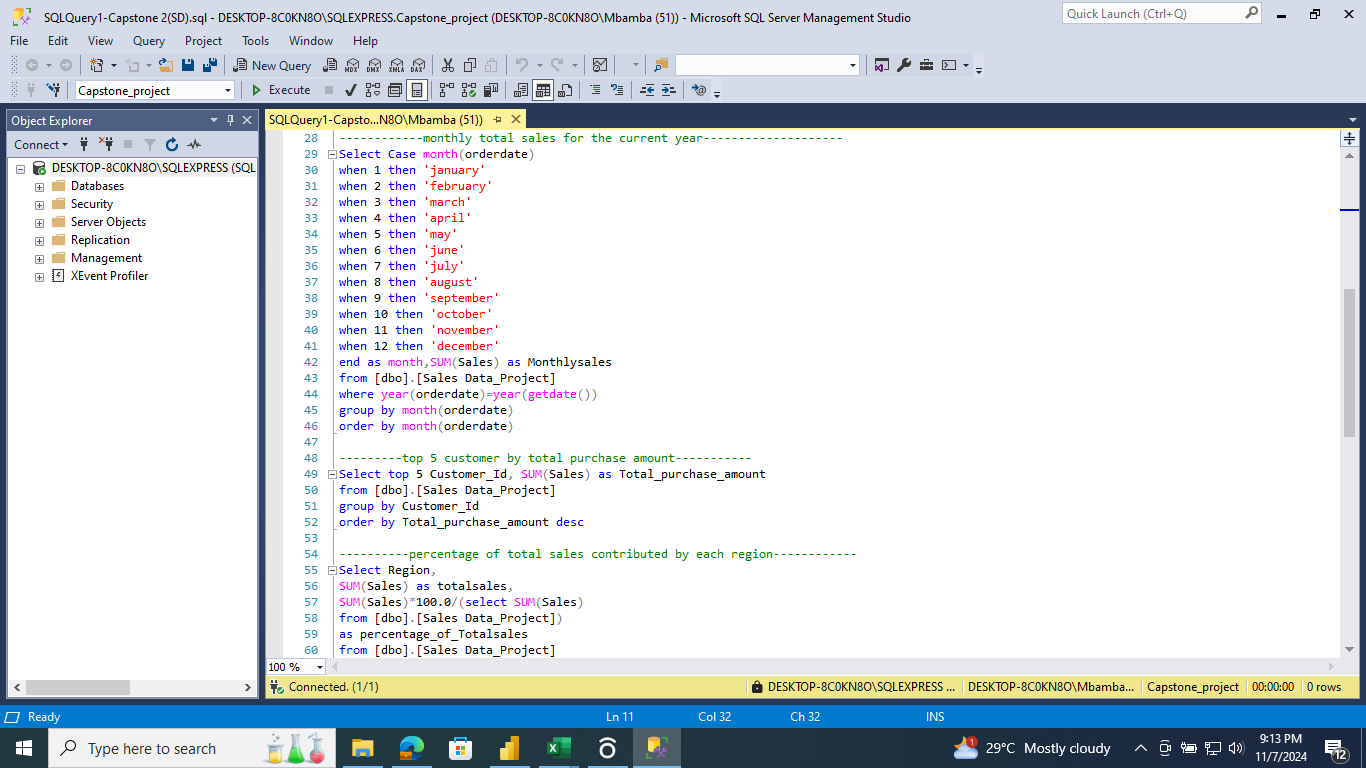 SQLQuery1-Capstone 2(SD).sql - DESKTOP-8C0KN8O\SQLEXPRESS.Capstone_project (DESKTOP-8C0KN8O\Mbamba (51)) - Microsoft SQL Server Management Studio
Quick Launch (Ctrl+Q)
File Edit View Query Project Tools Window Help
New Query
MDX DMX XMLA DAX
Capstone_project
Execute
Object Explorer
Connect
DESKTOP-8C0KN8O\SQLEXPRESS (SQL
Databases
Security
Server Objects
Replication
Management
XEvent Profiler
SQLQuery1-Capsto...N8O\Mbamba (51))
28 ------------monthly total sales for the current year--------------------
29 Select Case month(orderdate)
30 when 1 then 'january'
31 when 2 then 'february'
32 when 3 then 'march'
33 when 4 then 'april'
34 when 5 then 'may'
35 when 6 then 'june'
36 when 7 then 'july'
37 when 8 then 'august'
38 when 9 then 'september'
39 when 10 then 'october'
40 when 11 then 'november'
41 when 12 then 'december'
42 end as month,SUM(Sales) as Monthlysales
43 from [dbo].[Sales Data_Project]
44 where year(orderdate)=year(getdate())
45 group by month(orderdate)
46 order by month(orderdate)
47
48 ---------top 5 customer by total purchase amount-----------
49 Select top 5 Customer_Id, SUM(Sales) as Total_purchase_amount
50 from [dbo].[Sales Data_Project]
51 group by Customer_Id
52 order by Total_purchase_amount desc
53
54 ----------percentage of total sales contributed by each region------------
55 Select Region,
56 SUM(Sales) as totalsales,
57 SUM(Sales)*100.0/(select SUM(Sales)
58 from [dbo].[Sales Data_Project])
59 as percentage_of_Totalsales
60 from [dbo].[Sales Data_Project]
100 %
Connected. (1/1)
DESKTOP-8C0KN8O\SQLEXPRESS ...
DESKTOP-8C0KN8O\Mbamba...
Capstone_project
00:00:00
0 rows
Ready
Ln 11
Col 32
Ch 32
INS
Type here to search
1
29°C Mostly cloudy
9:13 PM
11/7/2024
12